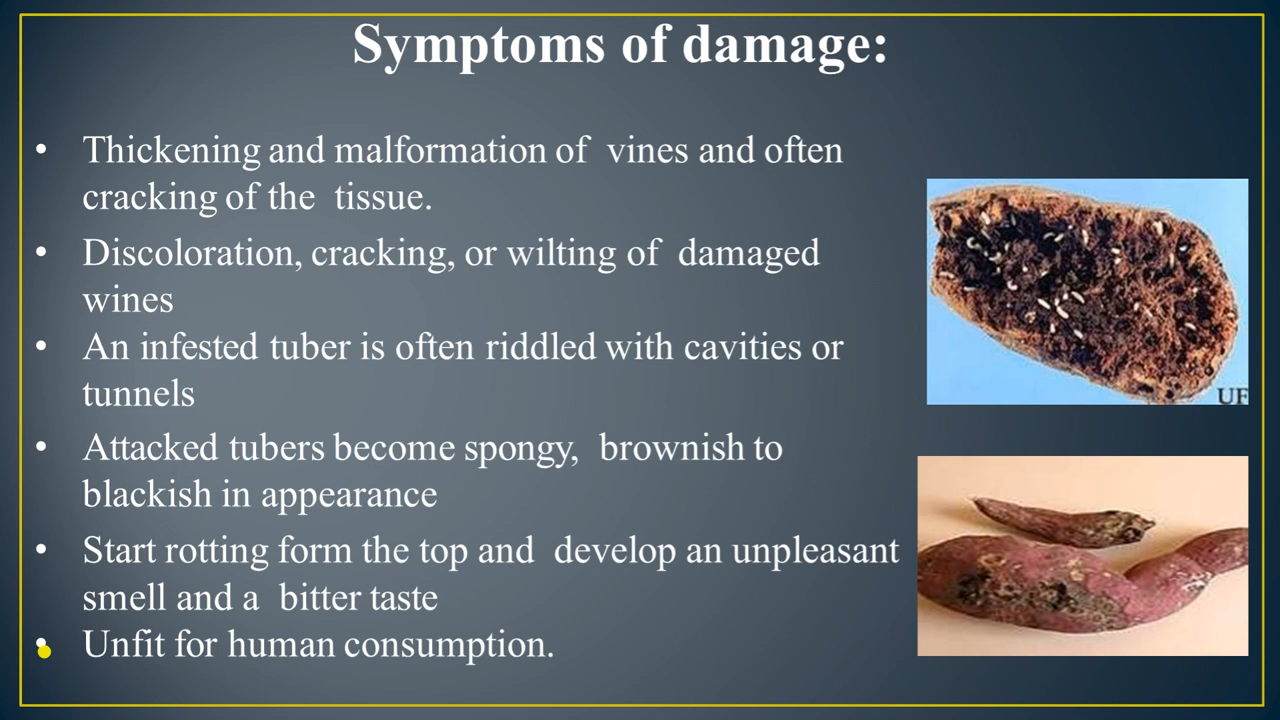 Symptoms of damage:
• Thickening and malformation of vines and often
cracking of the tissue.
• Discoloration, cracking, or wilting of damaged
wines
• An infested tuber is often riddled with cavities or
tunnels
• Attacked tubers become spongy, brownish to
blackish in appearance
• Start rotting form the top and develop an unpleasant
smell and a bitter taste
• Unfit for human consumption.
UF